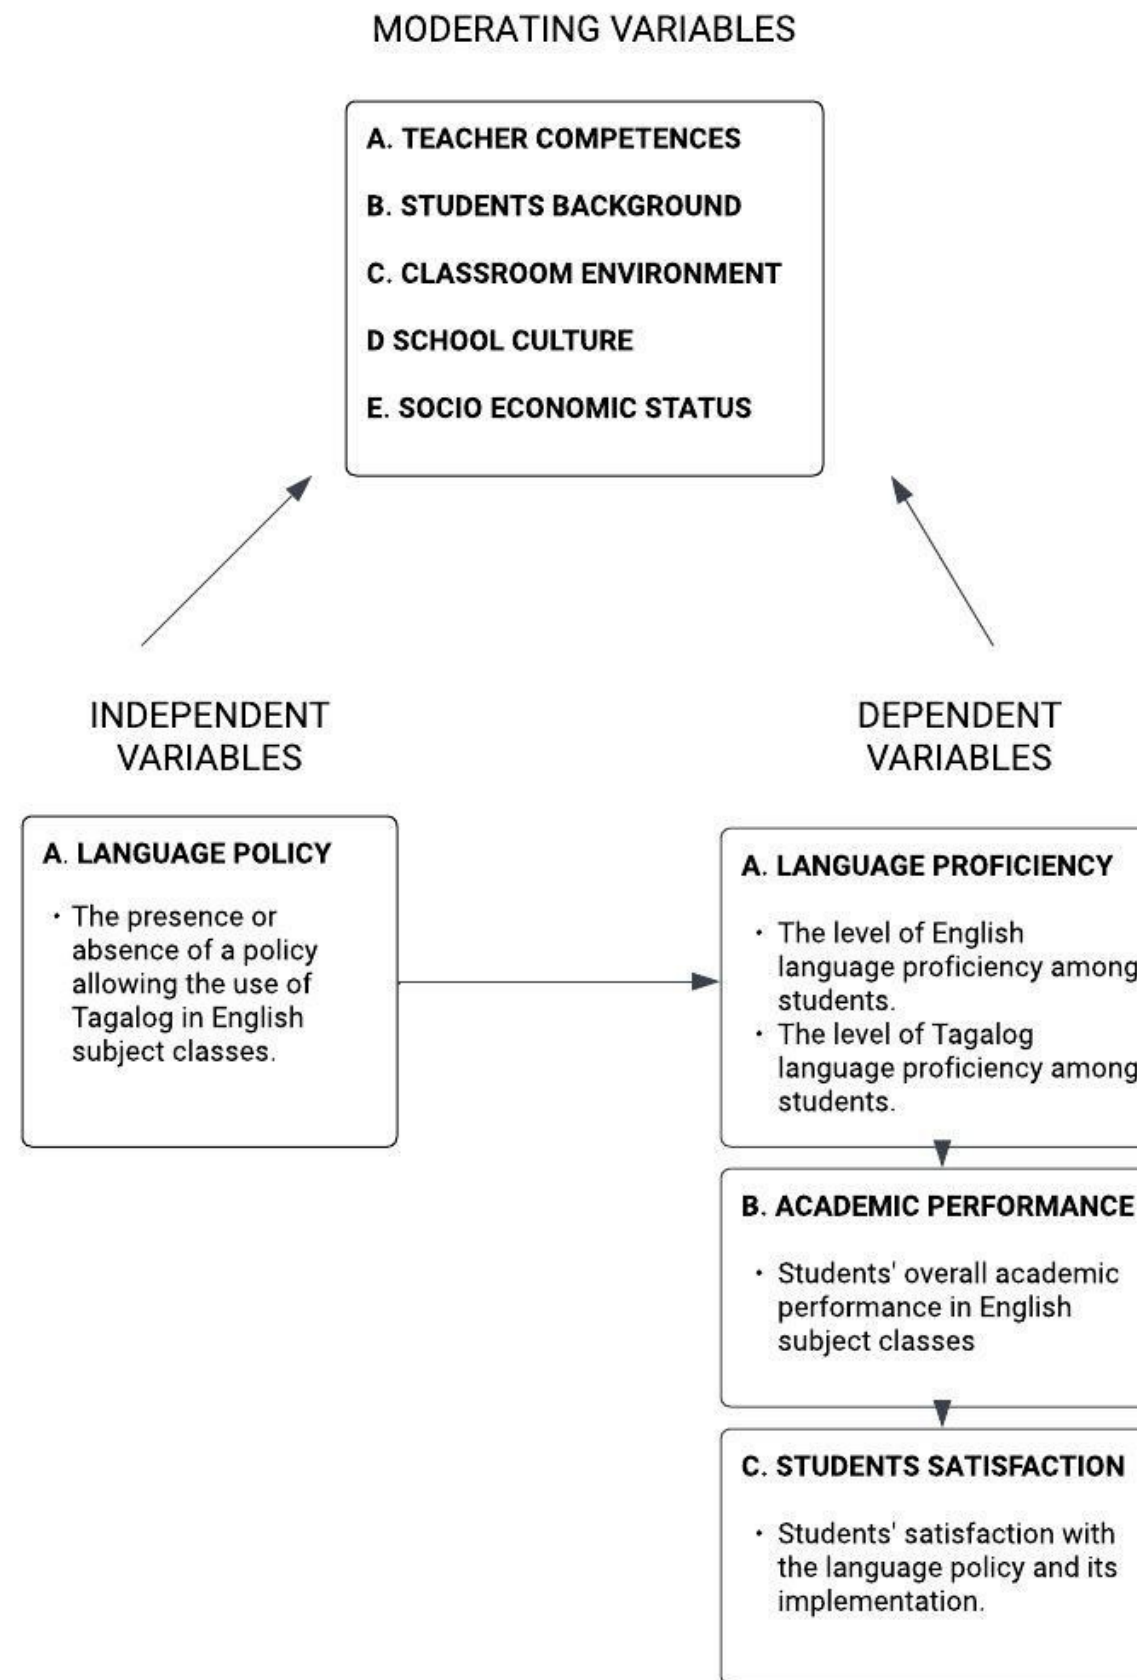 MODERATING VARIABLES
A. TEACHER COMPETENCES
B. STUDENTS BACKGROUND
C. CLASSROOM ENVIRONMENT
D SCHOOL CULTURE
E. SOCIO ECONOMIC STATUS
INDEPENDENT
VARIABLES
A. LANGUAGE POLICY
· The presence or
absence of a policy
allowing the use of
Tagalog in English
subject classes.
DEPENDENT
VARIABLES
A. LANGUAGE PROFICIENCY
· The level of English
language proficiency among
students.
· The level of Tagalog
language proficiency among
students.
B. ACADEMIC PERFORMANCE
· Students' overall academic
performance in English
subject classes
C. STUDENTS SATISFACTION
· Students' satisfaction with
the language policy and its
implementation.